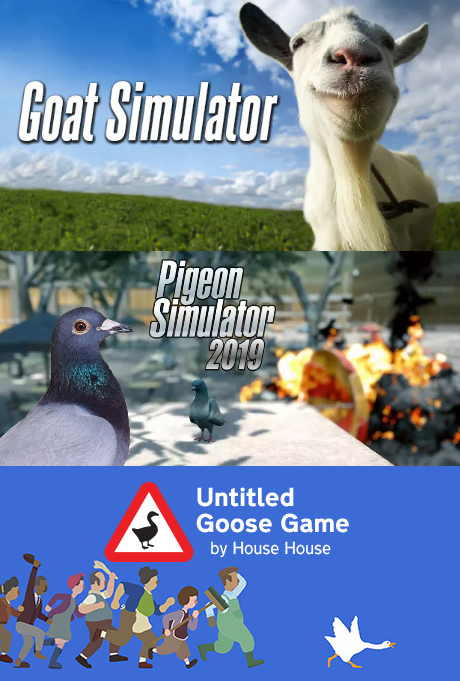 Goat Simulator
Pigeon
Simulator
2019
Untitled
Goose Game
by House House